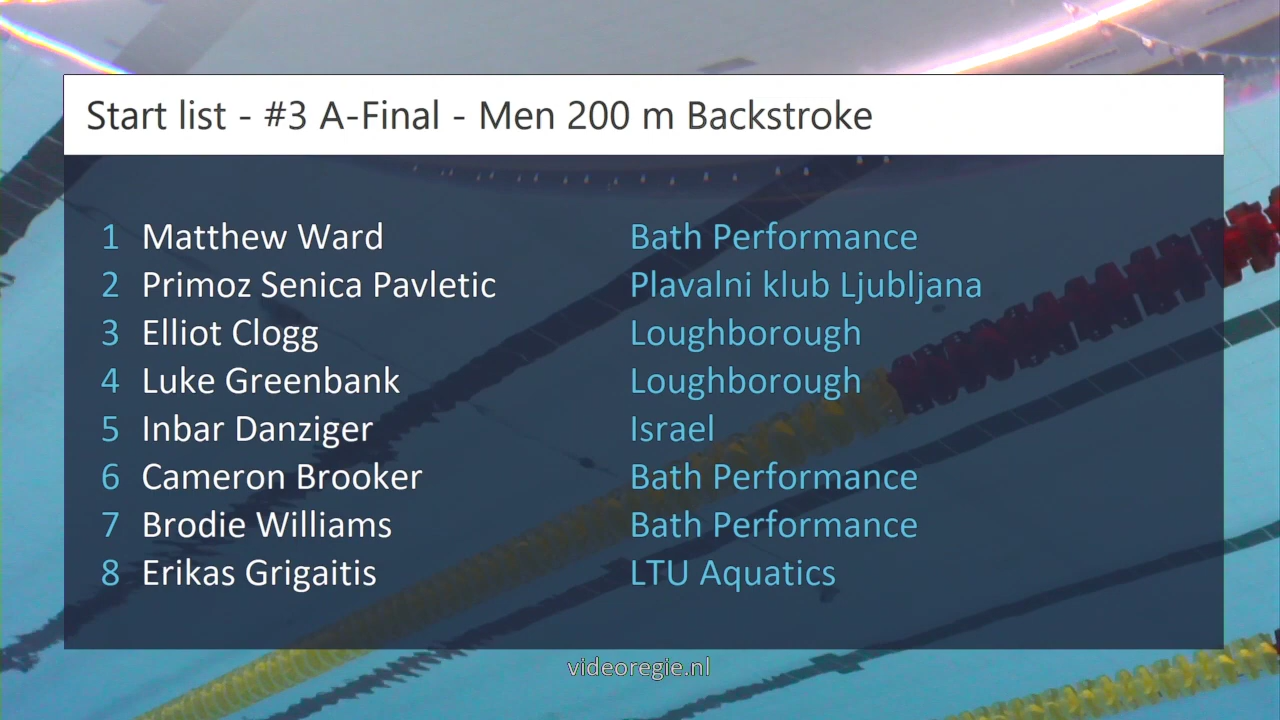 Start list - #3 A-Final - Men 200 m Backstroke
1 Matthew Ward Bath Performance
2 Primoz Senica Pavletic Plavalni klub Ljubljana
3 Elliot Clogg Loughborough
4 Luke Greenbank Loughborough
5 Inbar Danziger Israel
6 Cameron Brooker Bath Performance
7 Brodie Williams Bath Performance
8 Erikas Grigaitis LTU Aquatics
videoregie.nl